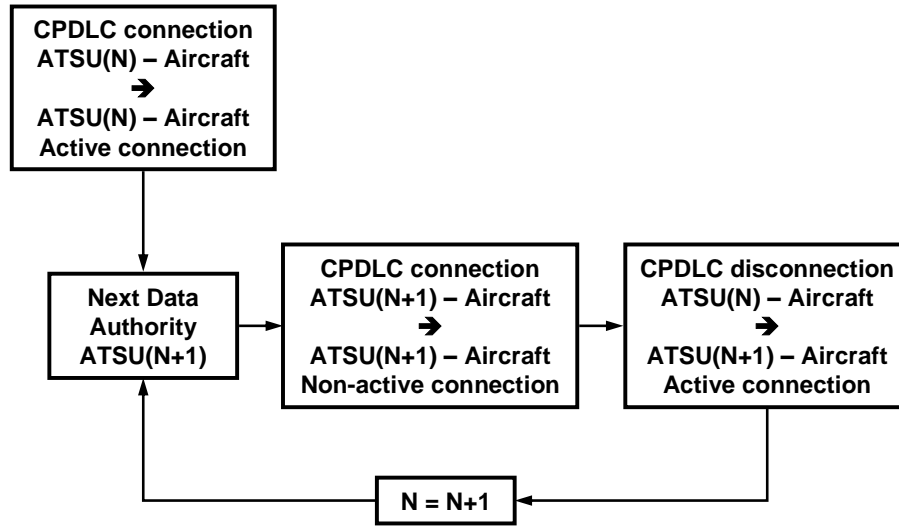 CPDLC connection
ATSU(N) – Aircraft
➔
ATSU(N) – Aircraft
Active connection
Next Data
Authority
ATSU(N+1)
CPDLC connection
ATSU(N+1) – Aircraft
➔
ATSU(N+1) – Aircraft
Non-active connection
CPDLC disconnection
ATSU(N) – Aircraft
➔
ATSU(N+1) – Aircraft
Active connection
N = N+1